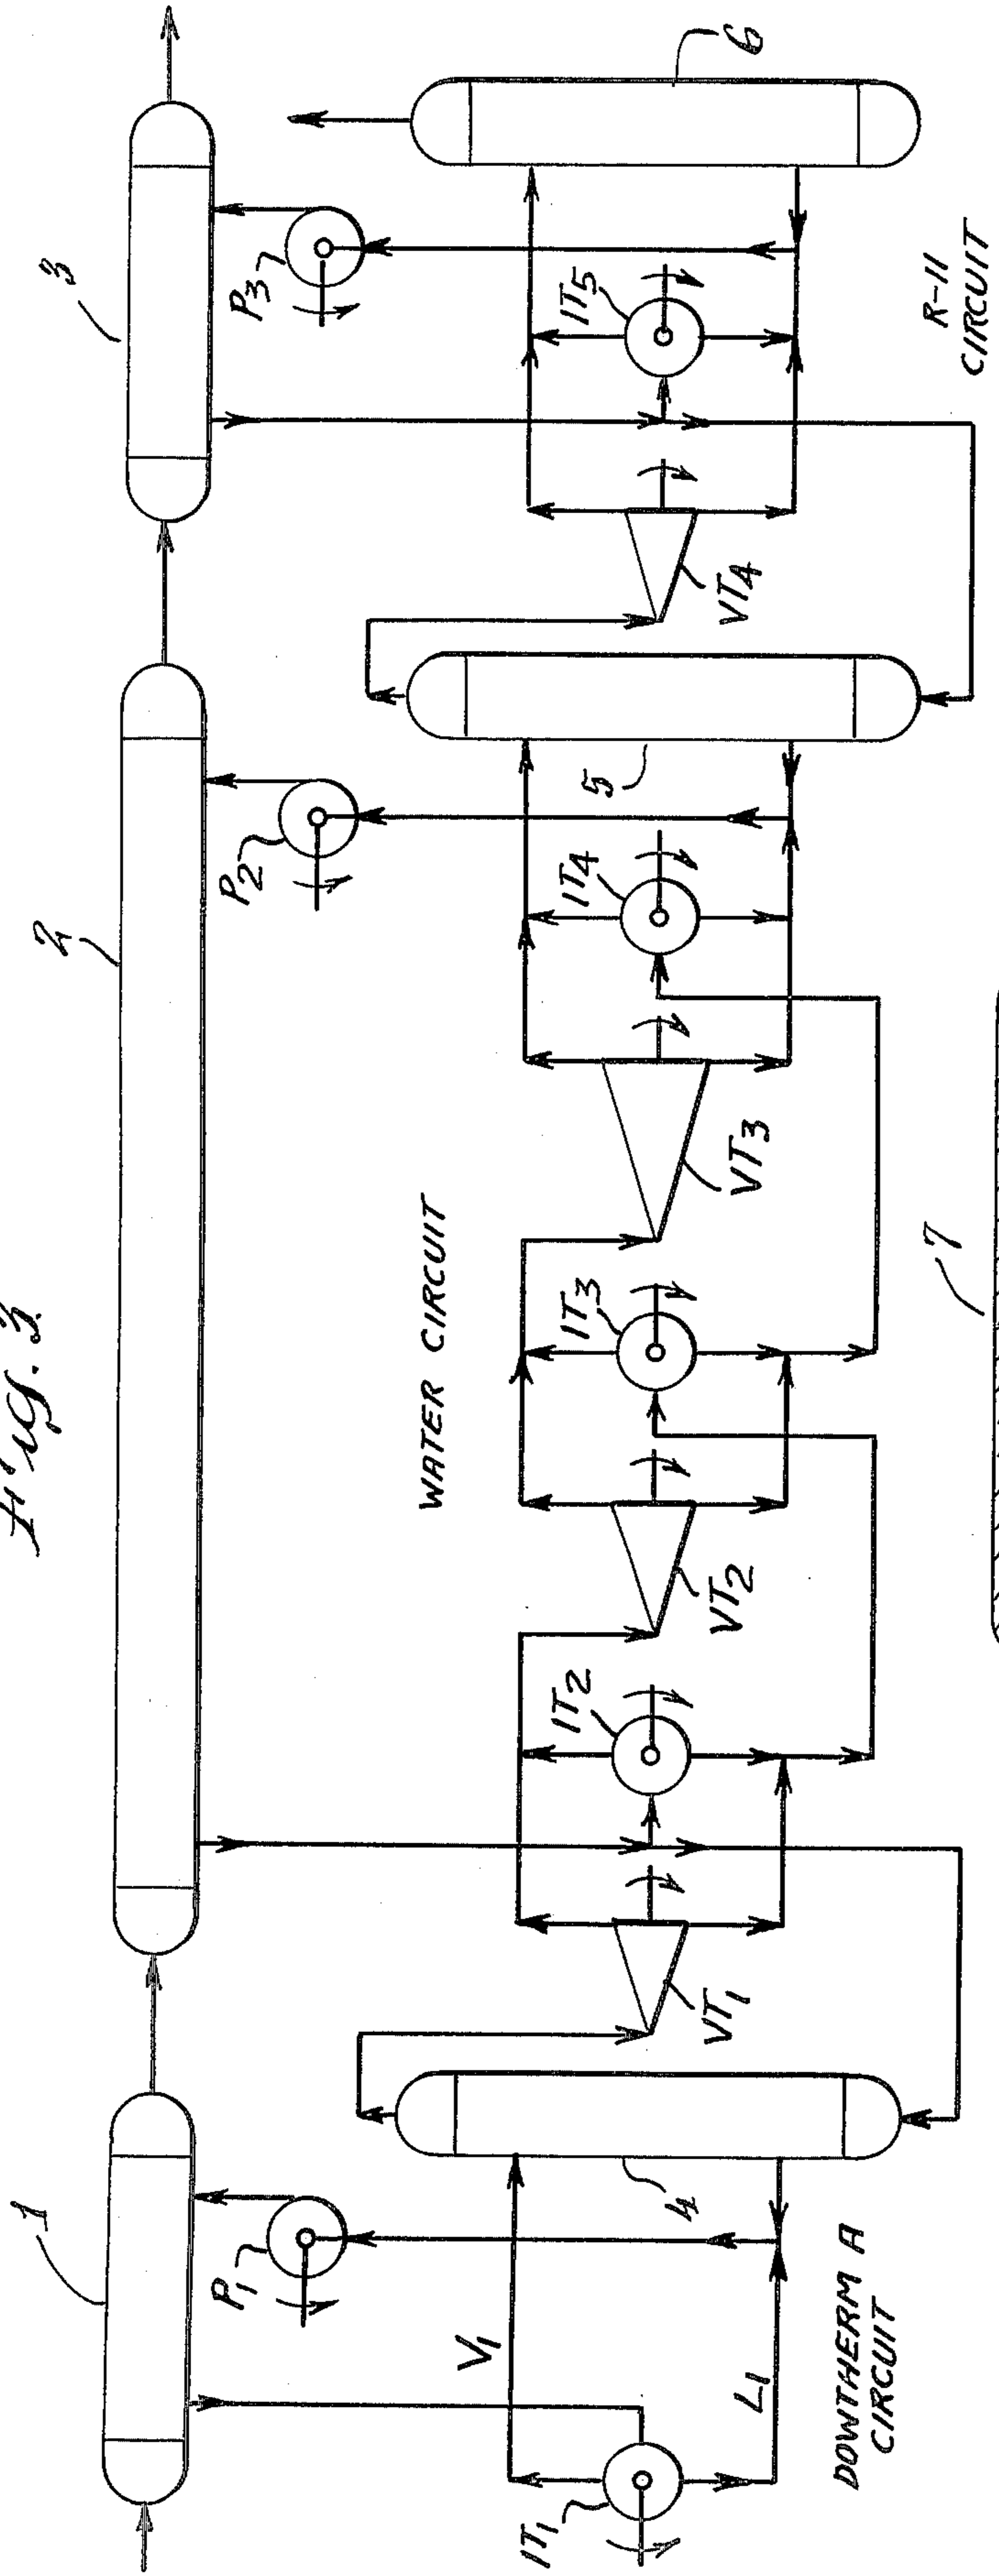 Fig. 3.
1
2
3
P1
P2
P3
V1
L1
IT1
DOWTHERM A
CIRCUIT
4
VT1
IT2
WATER CIRCUIT
VT2
IT3
VT3
IT4
5
VT4
IT5
6
R-11
CIRCUIT
7